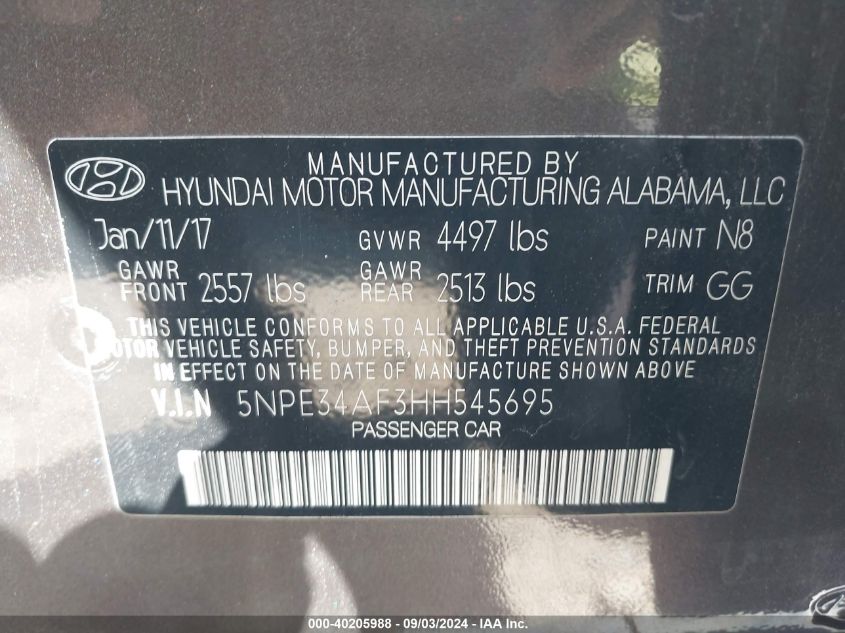 MANUFACTURED BY
HYUNDAI MOTOR MANUFACTURING ALABAMA, LLC
Jan/11/17 GVWR 4497 lbs PAINT N8
GAWR FRONT 2557 lbs GAWR REAR 2513 lbs TRIM GG
THIS VEHICLE CONFORMS TO ALL APPLICABLE U.S.A. FEDERAL
MOTOR VEHICLE SAFETY, BUMPER, AND THEFT PREVENTION STANDARDS
IN EFFECT ON THE DATE OF MANUFACTURE SHOWN ABOVE
V.I.N 5NPE34AF3HH545695
PASSENGER CAR
000-40205988 - 09/03/2024 - IAA Inc.